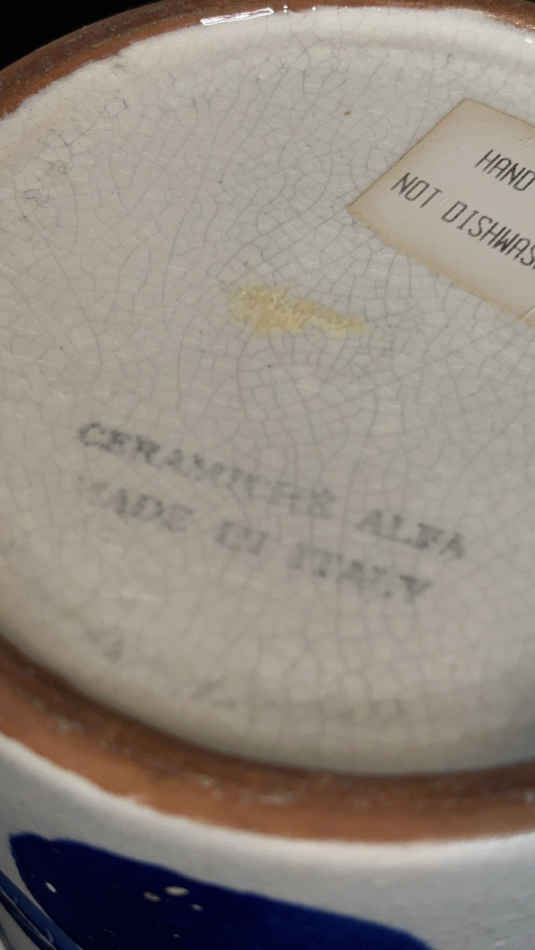 HAND
NOT DISHWAS
CERAMICHE ALFA
MADE IN ITALY